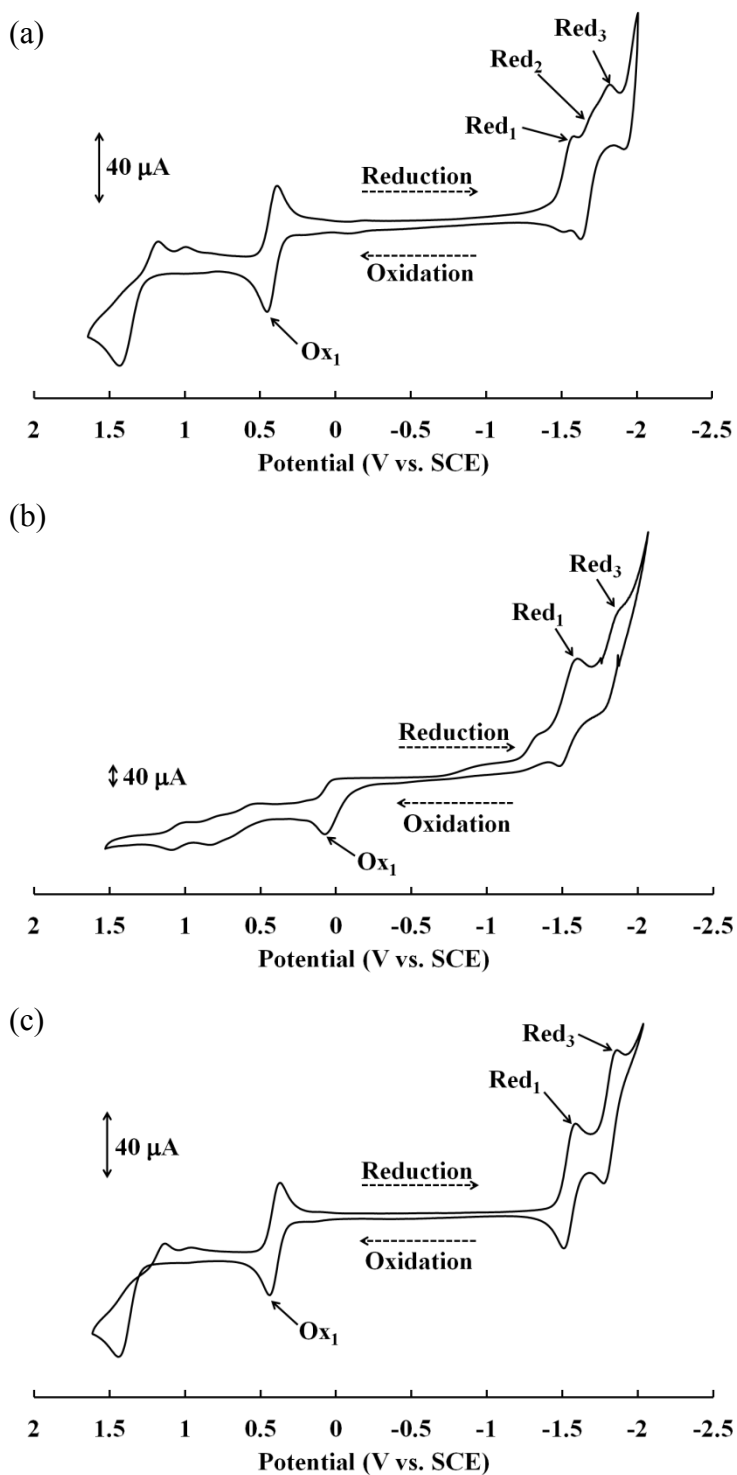 (a)
Red3
Red2
Red1
40 µA
Reduction
Oxidation
Ox1
2 1.5 1 0.5 0 -0.5 -1 -1.5 -2 -2.5
Potential (V vs. SCE)
(b)
Red3
Red1
Reduction
40 µA
Oxidation
Ox1
2 1.5 1 0.5 0 -0.5 -1 -1.5 -2 -2.5
Potential (V vs. SCE)
(c)
Red3
Red1
40 µA
Reduction
Oxidation
Ox1
2 1.5 1 0.5 0 -0.5 -1 -1.5 -2 -2.5
Potential (V vs. SCE)